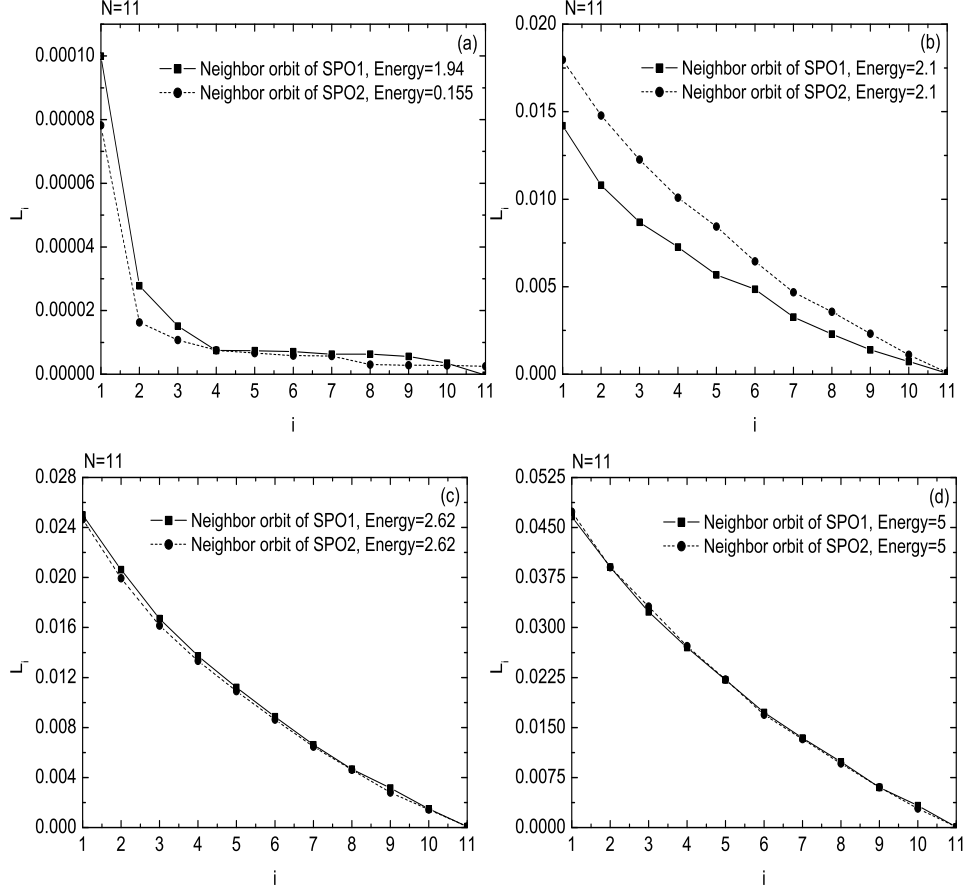 N=11
(a)
Neighbor orbit of SPO1, Energy=1.94
Neighbor orbit of SPO2, Energy=0.155
0.00010
0.00008
0.00006
0.00004
0.00002
0.00000
L_i
1 2 3 4 5 6 7 8 9 10 11
i
N=11
(b)
Neighbor orbit of SPO1, Energy=2.1
Neighbor orbit of SPO2, Energy=2.1
0.020
0.015
0.010
0.005
0.000
L_i
1 2 3 4 5 6 7 8 9 10 11
i
N=11
(c)
Neighbor orbit of SPO1, Energy=2.62
Neighbor orbit of SPO2, Energy=2.62
0.028
0.024
0.020
0.016
0.012
0.008
0.004
0.000
L_i
1 2 3 4 5 6 7 8 9 10 11
i
N=11
(d)
Neighbor orbit of SPO1, Energy=5
Neighbor orbit of SPO2, Energy=5
0.0525
0.0450
0.0375
0.0300
0.0225
0.0150
0.0075
0.0000
L_i
1 2 3 4 5 6 7 8 9 10 11
i